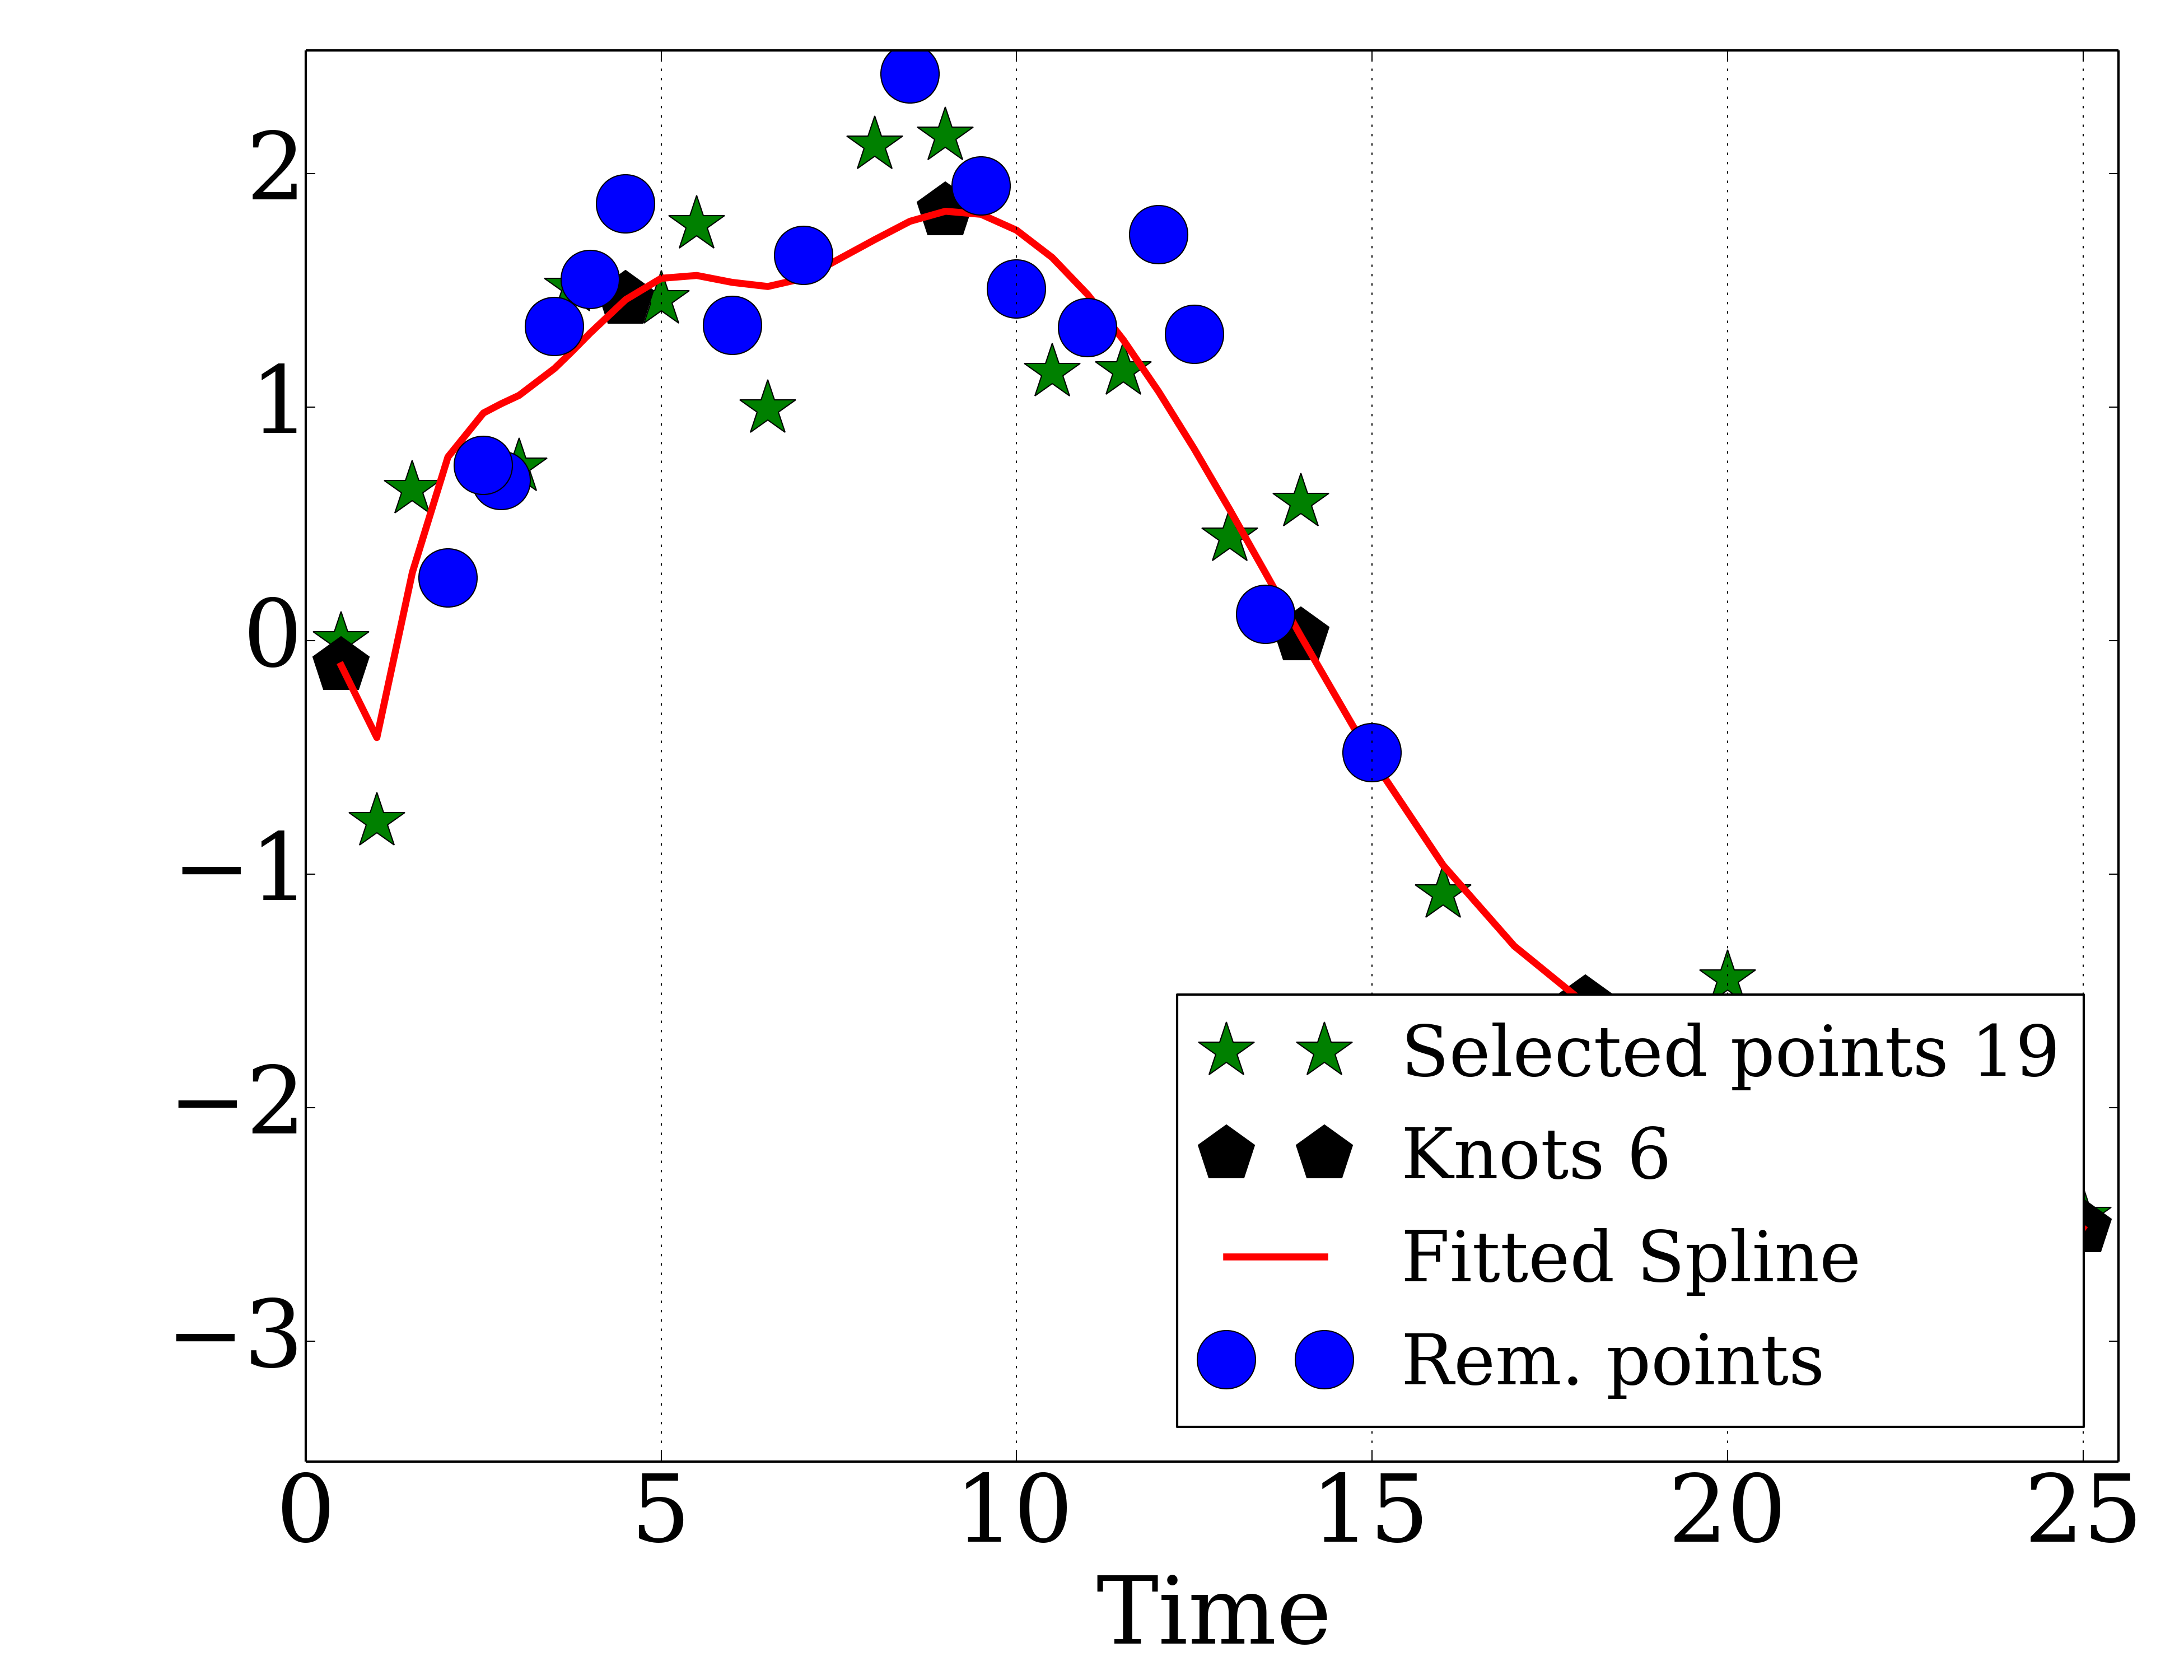 2
1
0
−1
−2
−3
0 5 10 15 20 25
Time
Selected points 19
Knots 6
Fitted Spline
Rem. points